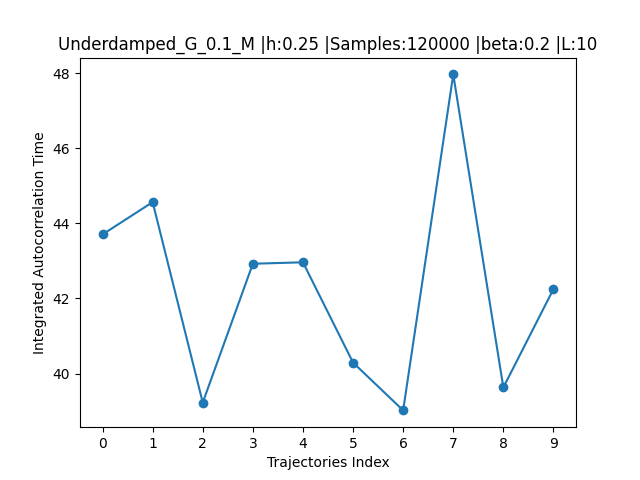 Underdamped_G_0.1_M |h:0.25 |Samples:120000 |beta:0.2 |L:10
48
46
44
42
40
Integrated Autocorrelation Time
0 1 2 3 4 5 6 7 8 9
Trajectories Index